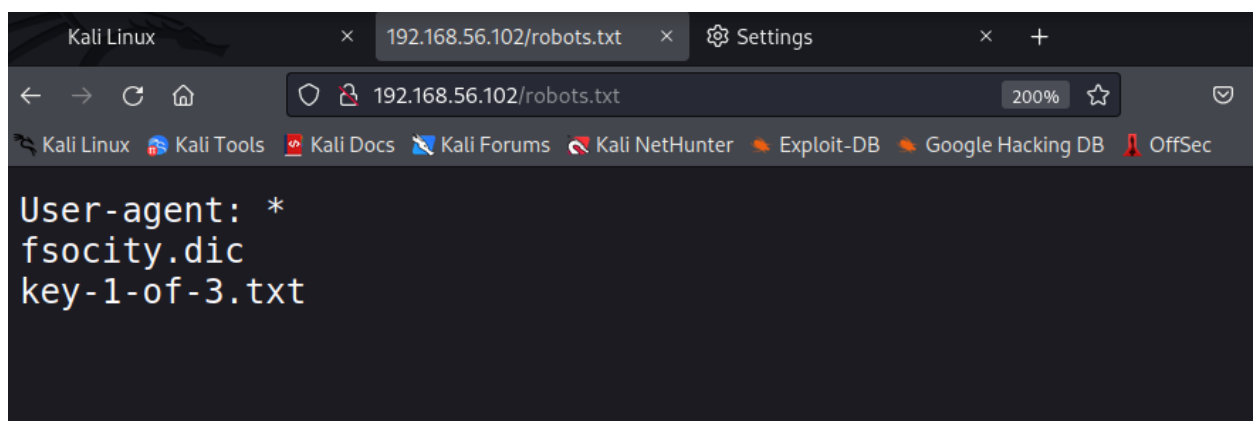 Kali Linux 192.168.56.102/robots.txt Settings
192.168.56.102/robots.txt 200%
Kali Linux Kali Tools Kali Docs Kali Forums Kali NetHunter Exploit-DB Google Hacking DB OffSec
User-agent: *
fsocity.dic
key-1-of-3.txt